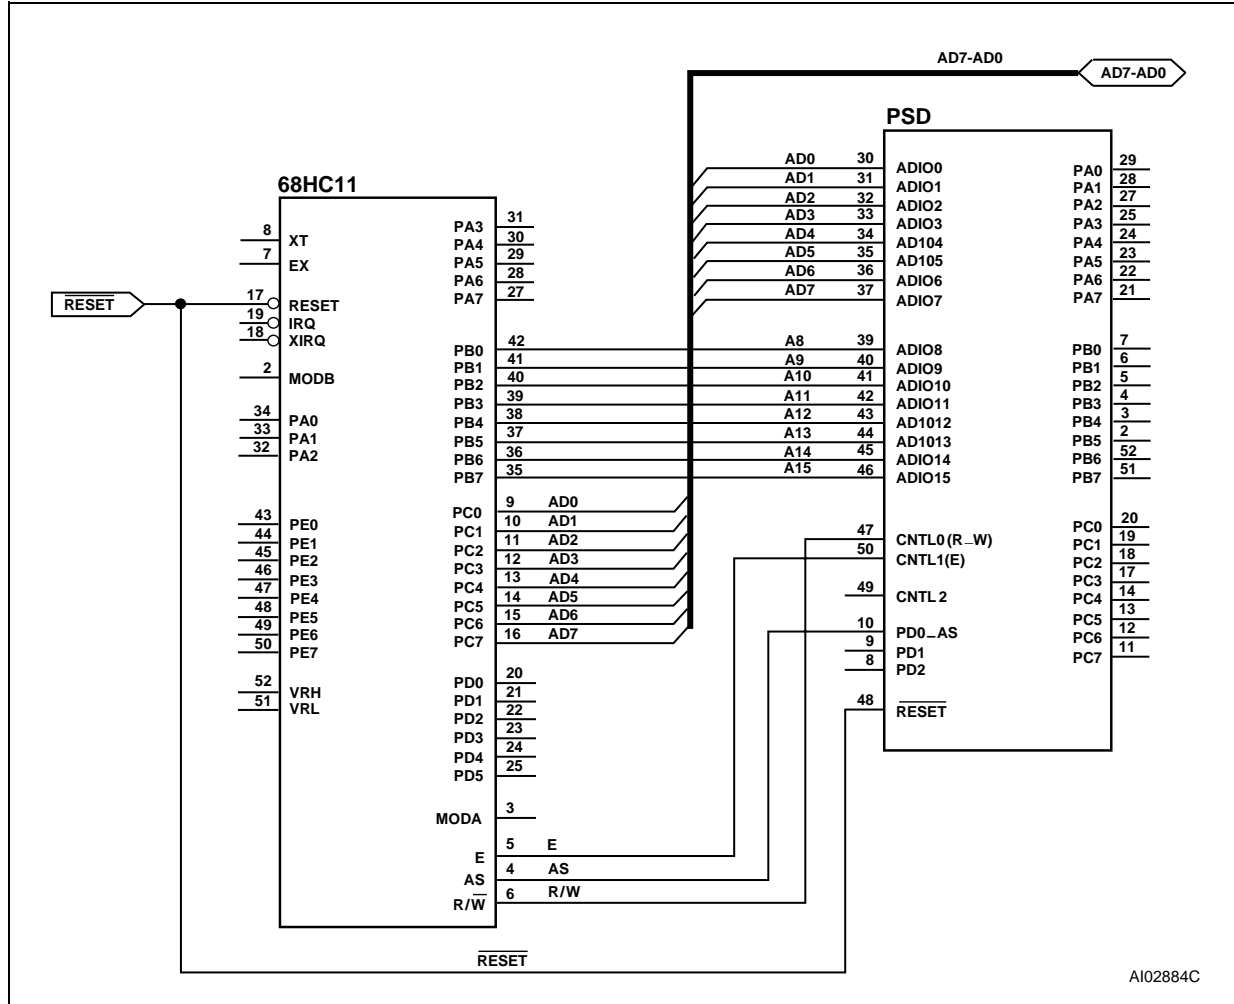 AD7-AD0
AD7-AD0
PSD
68HC11
RESET
8 XT
7 EX
17 RESET
19 IRQ
18 XIRQ
2 MODB
34 PA0
33 PA1
32 PA2
43 PE0
44 PE1
45 PE2
46 PE3
47 PE4
48 PE5
49 PE6
50 PE7
52 VRH
51 VRL
PA3 31
PA4 30
PA5 29
PA6 28
PA7 27
PB0 42
PB1 41
PB2 40
PB3 39
PB4 38
PB5 37
PB6 36
PB7 35
PC0 9 AD0
PC1 10 AD1
PC2 11 AD2
PC3 12 AD3
PC4 13 AD4
PC5 14 AD5
PC6 15 AD6
PC7 16 AD7
PD0 20
PD1 21
PD2 22
PD3 23
PD4 24
PD5 25
MODA 3
E 5 E
AS 4 AS
R/W 6 R/W
RESET
AD0 30 ADIO0
AD1 31 ADIO1
AD2 32 ADIO2
AD3 33 ADIO3
AD4 34 AD104
AD5 35 AD105
AD6 36 ADIO6
AD7 37 ADIO7
A8 39 ADIO8
A9 40 ADIO9
A10 41 ADIO10
A11 42 ADIO11
A12 43 AD1012
A13 44 AD1013
A14 45 ADIO14
A15 46 ADIO15
47 CNTL0(R_W)
50 CNTL1(E)
49 CNTL2
10 PD0_AS
9 PD1
8 PD2
48 RESET
PA0 29
PA1 28
PA2 27
PA3 25
PA4 24
PA5 23
PA6 22
PA7 21
PB0 7
PB1 6
PB2 5
PB3 4
PB4 3
PB5 2
PB6 52
PB7 51
PC0 20
PC1 19
PC2 18
PC3 17
PC4 14
PC5 13
PC6 12
PC7 11
AI02884C